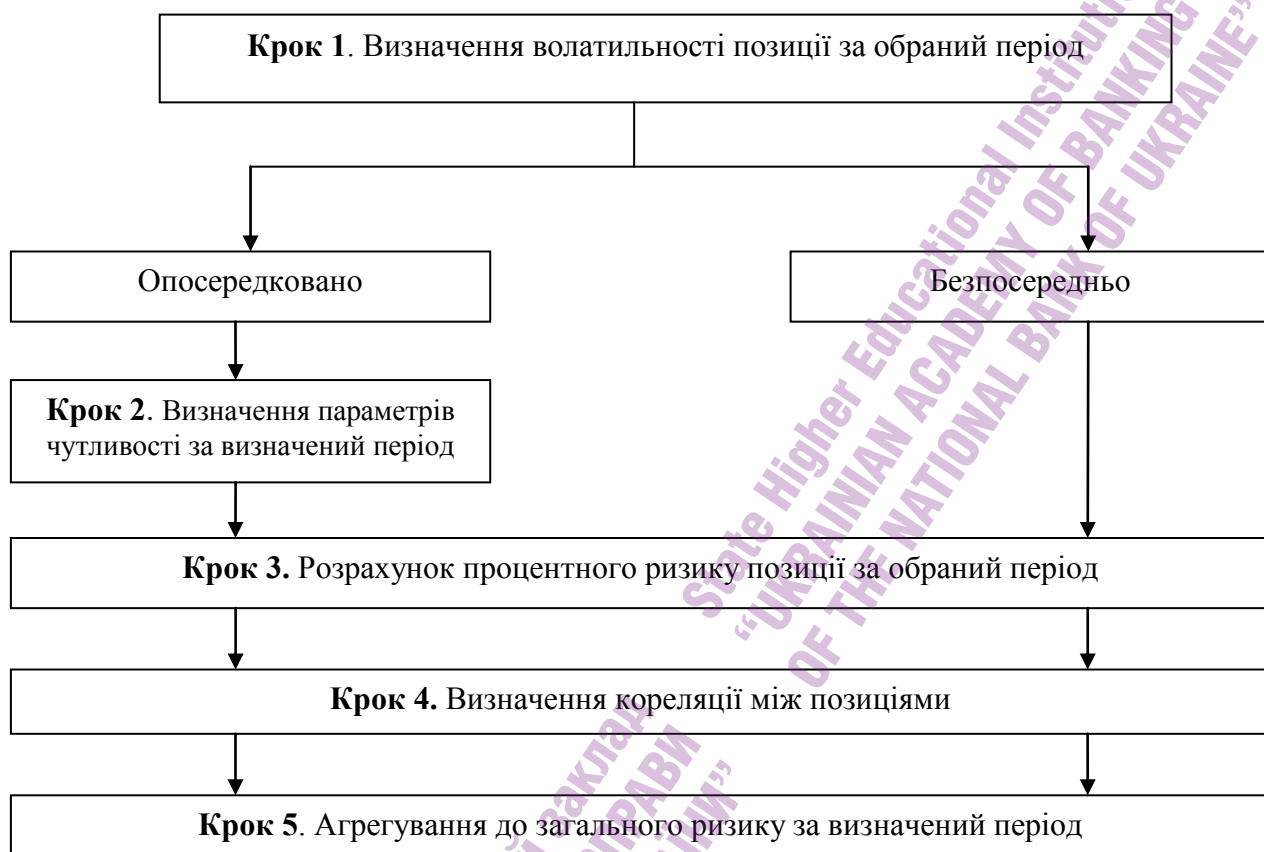 Крок 1. Визначення волатильності позиції за обраний період
Опосередковано
Безпосередньо
Крок 2. Визначення параметрів
чутливості за визначений період
Крок 3. Розрахунок процентного ризику позиції за обраний період
Крок 4. Визначення кореляції між позиціями
Крок 5. Агрегування до загального ризику за визначений період
State Higher Educational
“UKRAINIAN ACADEMY OF BANKING
OF THE NATIONAL BANK OF UKRAINE”
заклад